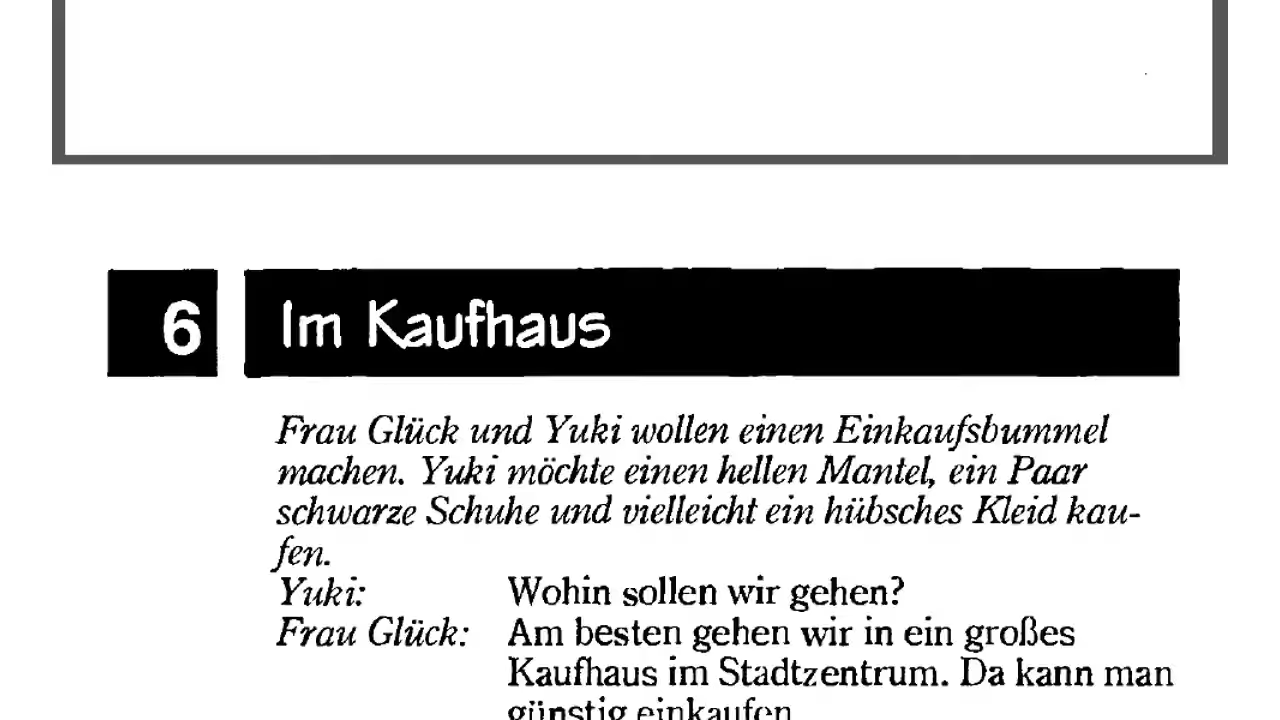 6 Im Kaufhaus
Frau Glück und Yuki wollen einen Einkaufsbummel
machen. Yuki möchte einen hellen Mantel, ein Paar
schwarze Schuhe und vielleicht ein hübsches Kleid kau-
fen.
Yuki: Wohin sollen wir gehen?
Frau Glück: Am besten gehen wir in ein großes
Kaufhaus im Stadtzentrum. Da kann man
günstig einkaufen